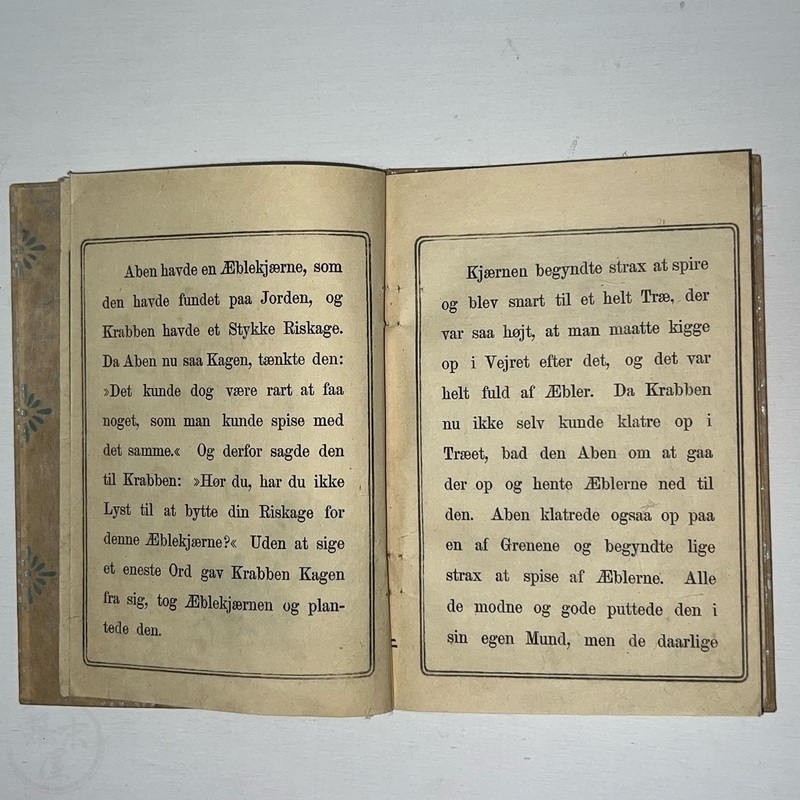 Aben havde en Æblekjærne, som
den havde fundet paa Jorden, og
Krabben havde et Stykke Riskage.
Da Aben nu saa Kagen, tænkte den:
»Det kunde dog være rart at faa
noget, som man kunde spise med
det samme.« Og derfor sagde den
til Krabben: »Hør du, har du ikke
Lyst til at bytte din Riskage for
denne Æblekjærne?« Uden at sige
et eneste Ord gav Krabben Kagen
fra sig, tog Æblekjærnen og plan-
tede den.
Kjærnen begyndte strax at spire
og blev snart til et helt Træ, der
var saa højt, at man maatte kigge
op i Vejret efter det, og det var
helt fuld af Æbler. Da Krabben
nu ikke selv kunde klatre op i
Træet, bad den Aben om at gaa
der op og hente Æblerne ned til
den. Aben klatrede ogsaa op paa
en af Grenene og begyndte lige
strax at spise af Æblerne. Alle
de modne og gode puttede den i
sin egen Mund, men de daarlige